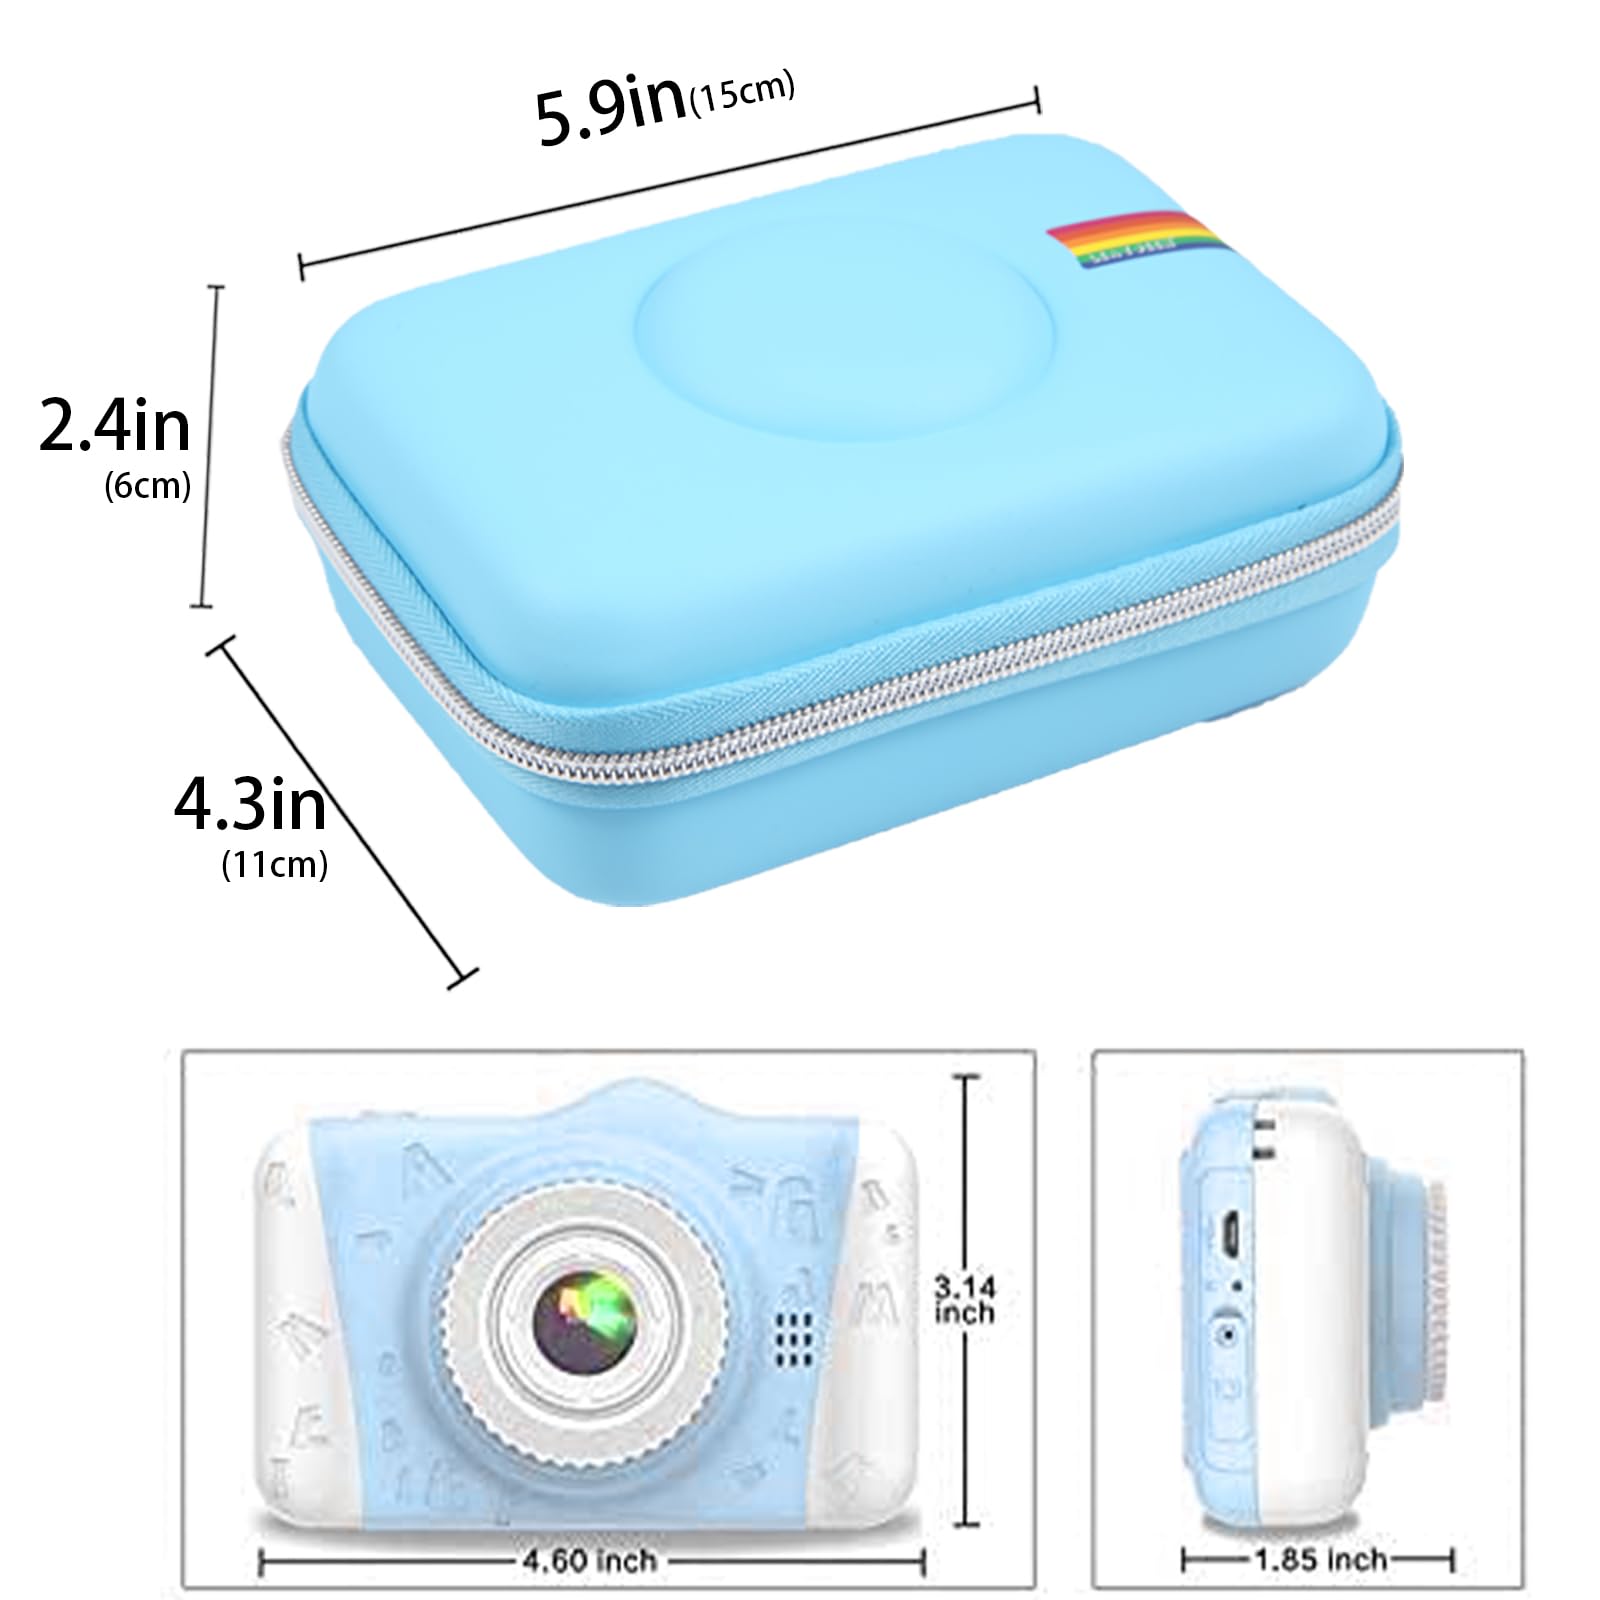 5.9in(15cm)
2.4in
(6cm)
4.3in
(11cm)
3.14
inch
4.60 inch
1.85 inch